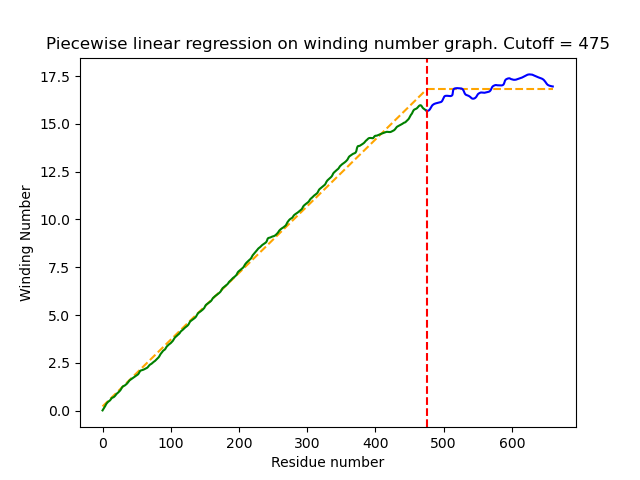 Piecewise linear regression on winding number graph. Cutoff = 475
17.5
15.0
12.5
10.0
7.5
5.0
2.5
0.0
Winding Number
0 100 200 300 400 500 600
Residue number